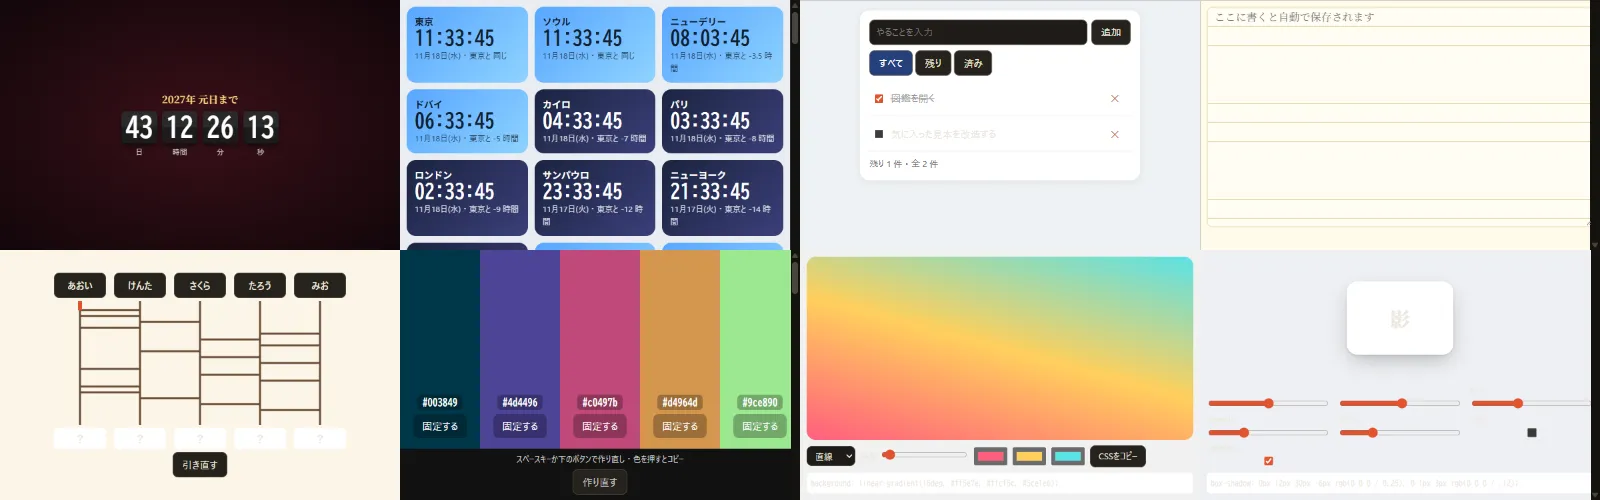 2027年 元日まで
43 12 26 13
日 時間 分 秒
東京
11:33:45
11月18日(水)・東京と 同じ
ソウル
11:33:45
11月18日(水)・東京と 同じ
ニューデリー
08:03:45
11月18日(水)・東京と -3.5 時
間
ドバイ
06:33:45
11月18日(水)・東京と -5 時間
カイロ
04:33:45
11月18日(水)・東京と -7 時間
パリ
03:33:45
11月18日(水)・東京と -8 時間
ロンドン
02:33:45
11月18日(水)・東京と -9 時間
サンパウロ
23:33:45
11月17日(火)・東京と -12 時
間
ニューヨーク
21:33:45
11月17日(火)・東京と -14 時
間
やることを入力 追加
すべて 残り 済み
図鑑を開く ×
気に入った見本を改造する ×
残り 1 件・全 2 件
ここに書くと自動で保存されます
あおい けんた さくら たろう みお
? ? ? ? ?
引き直す
#003849 #4d4496 #c0497b #d4964d #9ce890
固定する 固定する 固定する 固定する 固定する
スペースキーか下のボタンで作り直し・色を押すとコピー
作り直す
直線 CSSをコピー